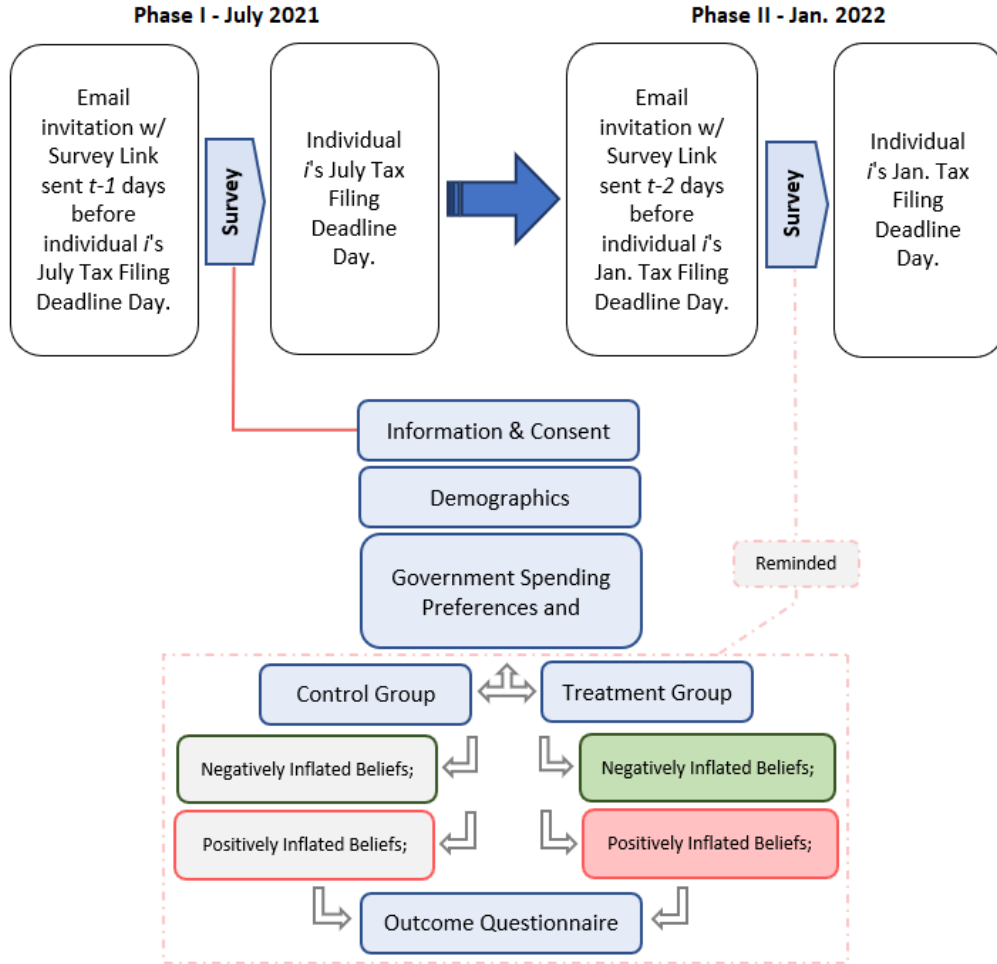 Phase I - July 2021
Phase II - Jan. 2022
Email
invitation w/
Survey Link
sent t-1 days
before
individual i's
July Tax Filing
Deadline Day.
Survey
Individual
i's July Tax
Filing
Deadline
Day.
Email
invitation w/
Survey Link
sent t-2 days
before
individual i's
Jan. Tax Filing
Deadline Day.
Survey
Individual
i's Jan. Tax
Filing
Deadline
Day.
Information & Consent
Demographics
Reminded
Government Spending
Preferences and
Control Group
Treatment Group
Negatively Inflated Beliefs;
Negatively Inflated Beliefs;
Positively Inflated Beliefs;
Positively Inflated Beliefs;
Outcome Questionnaire